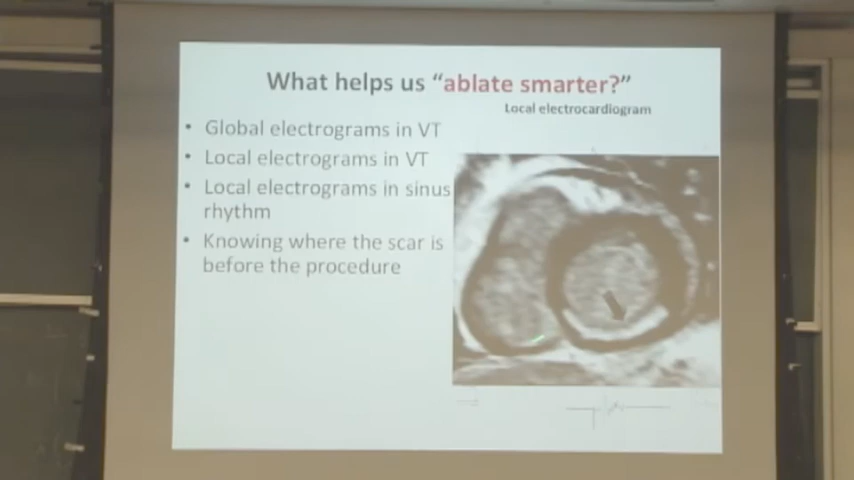 What helps us “ablate smarter?”
Local electrocardiogram
• Global electrograms in VT
• Local electrograms in VT
• Local electrograms in sinus
rhythm
• Knowing where the scar is
before the procedure